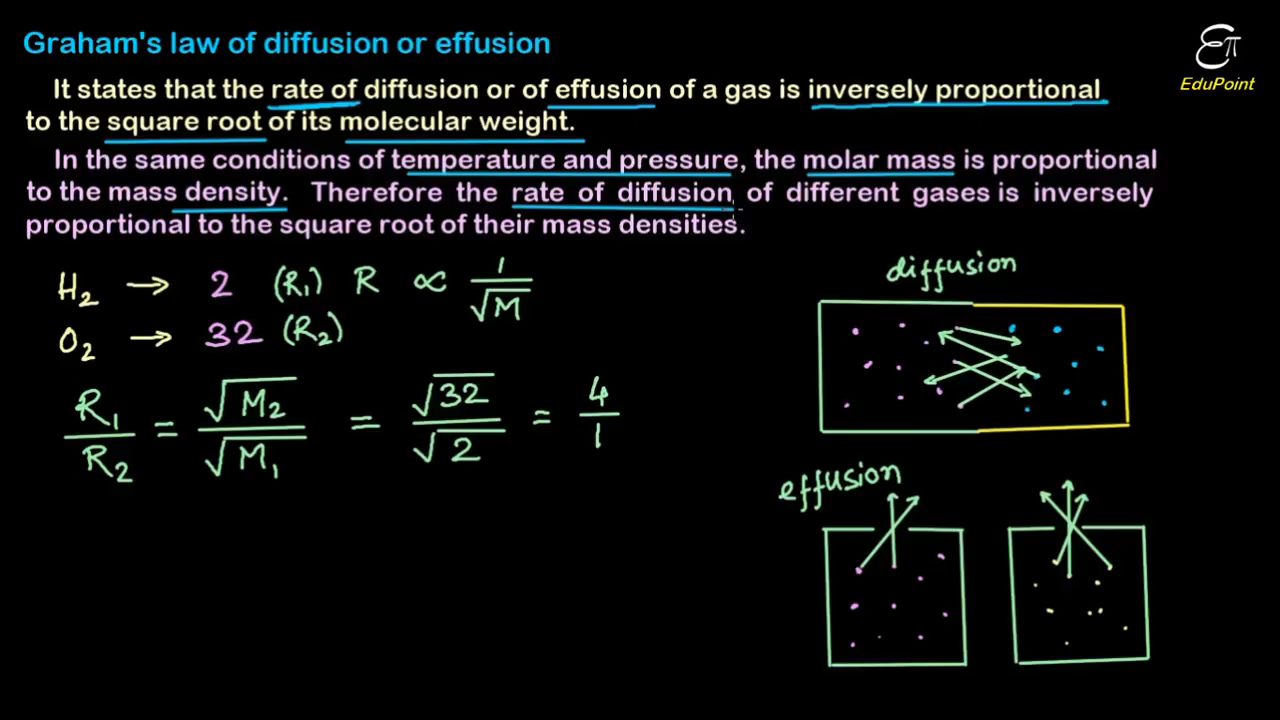 Graham's law of diffusion or effusion
επ
EduPoint
It states that the rate of diffusion or of effusion of a gas is inversely proportional
to the square root of its molecular weight.
In the same conditions of temperature and pressure, the molar mass is proportional
to the mass density. Therefore the rate of diffusion of different gases is inversely
proportional to the square root of their mass densities.
H₂ → 2 (R₁) R ∝ 1/√M
O₂ → 32 (R₂)
R₁/R₂ = √M₂/√M₁ = √32/√2 = 4/1
diffusion
effusion